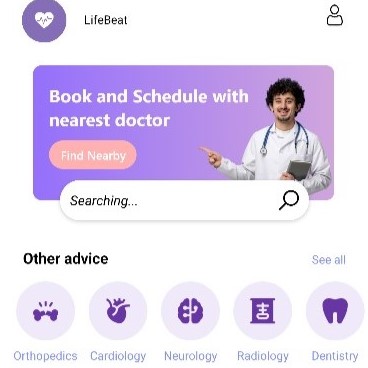 LifeBeat
Book and Schedule with
nearest doctor
Find Nearby
Searching...
Other advice
See all
Orthopedics
Cardiology
Neurology
Radiology
Dentistry